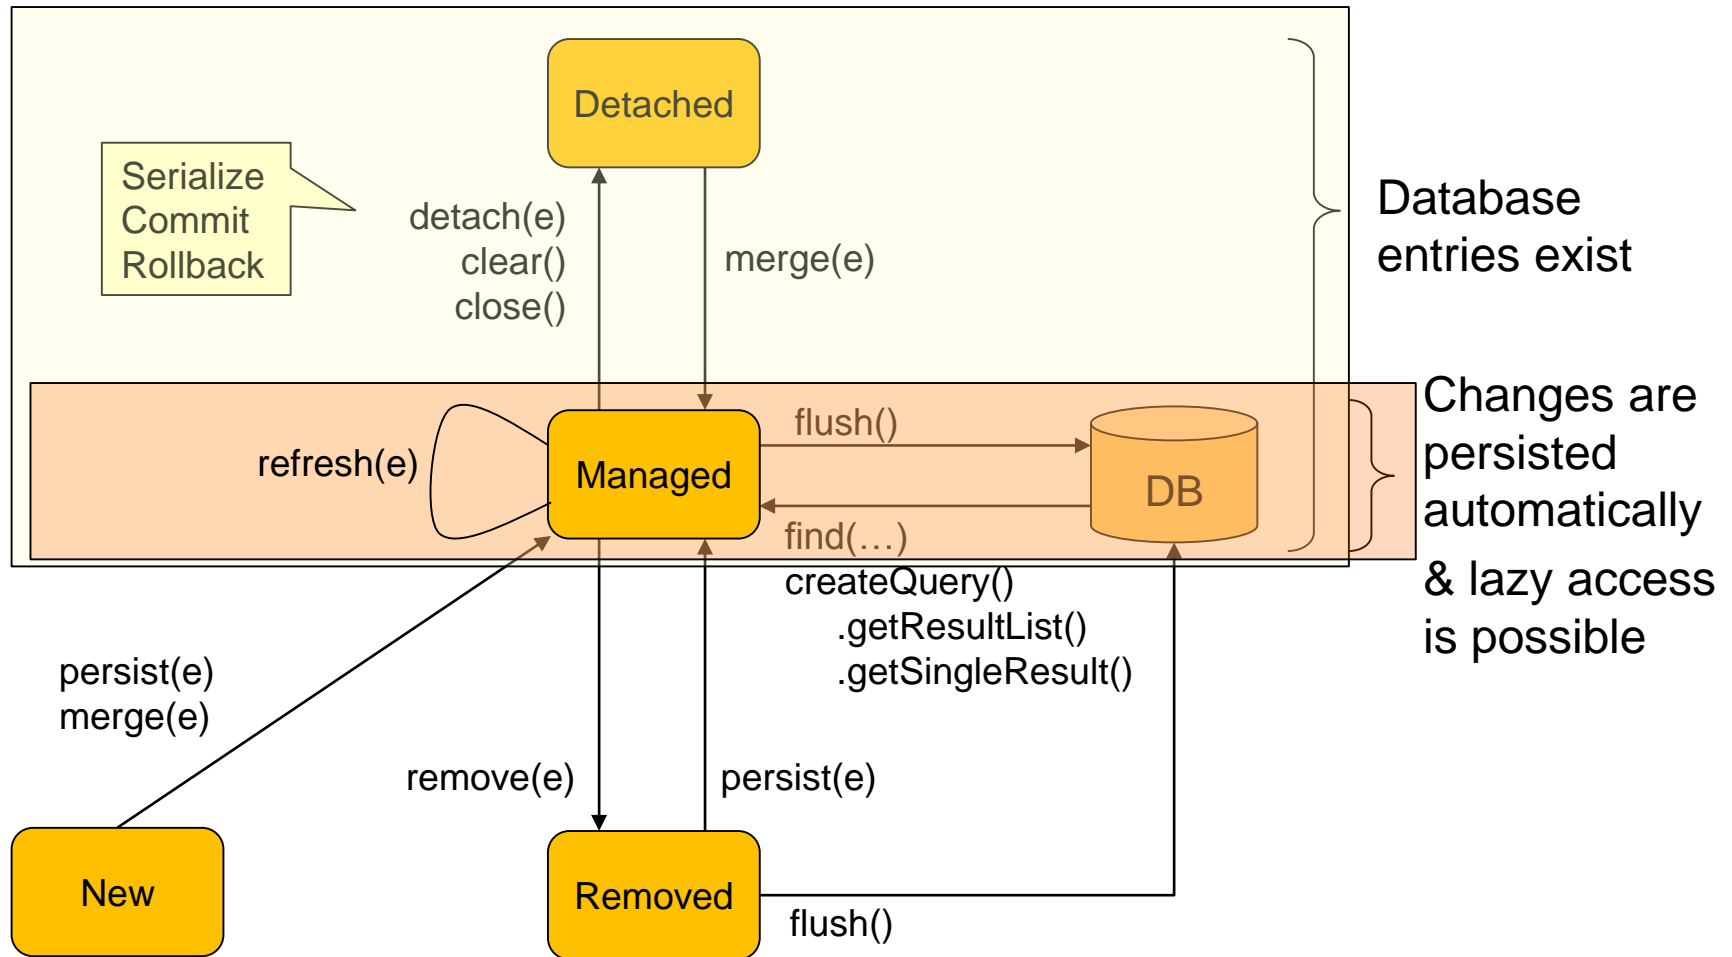 Detached
Serialize
Commit
Rollback
detach(e)
clear()
close()
merge(e)
Database
entries exist
refresh(e)
Managed
flush()
find(…)
createQuery()
.getResultList()
.getSingleResult()
DB
Changes are
persisted
automatically
& lazy access
is possible
persist(e)
merge(e)
remove(e)
persist(e)
New
Removed
flush()